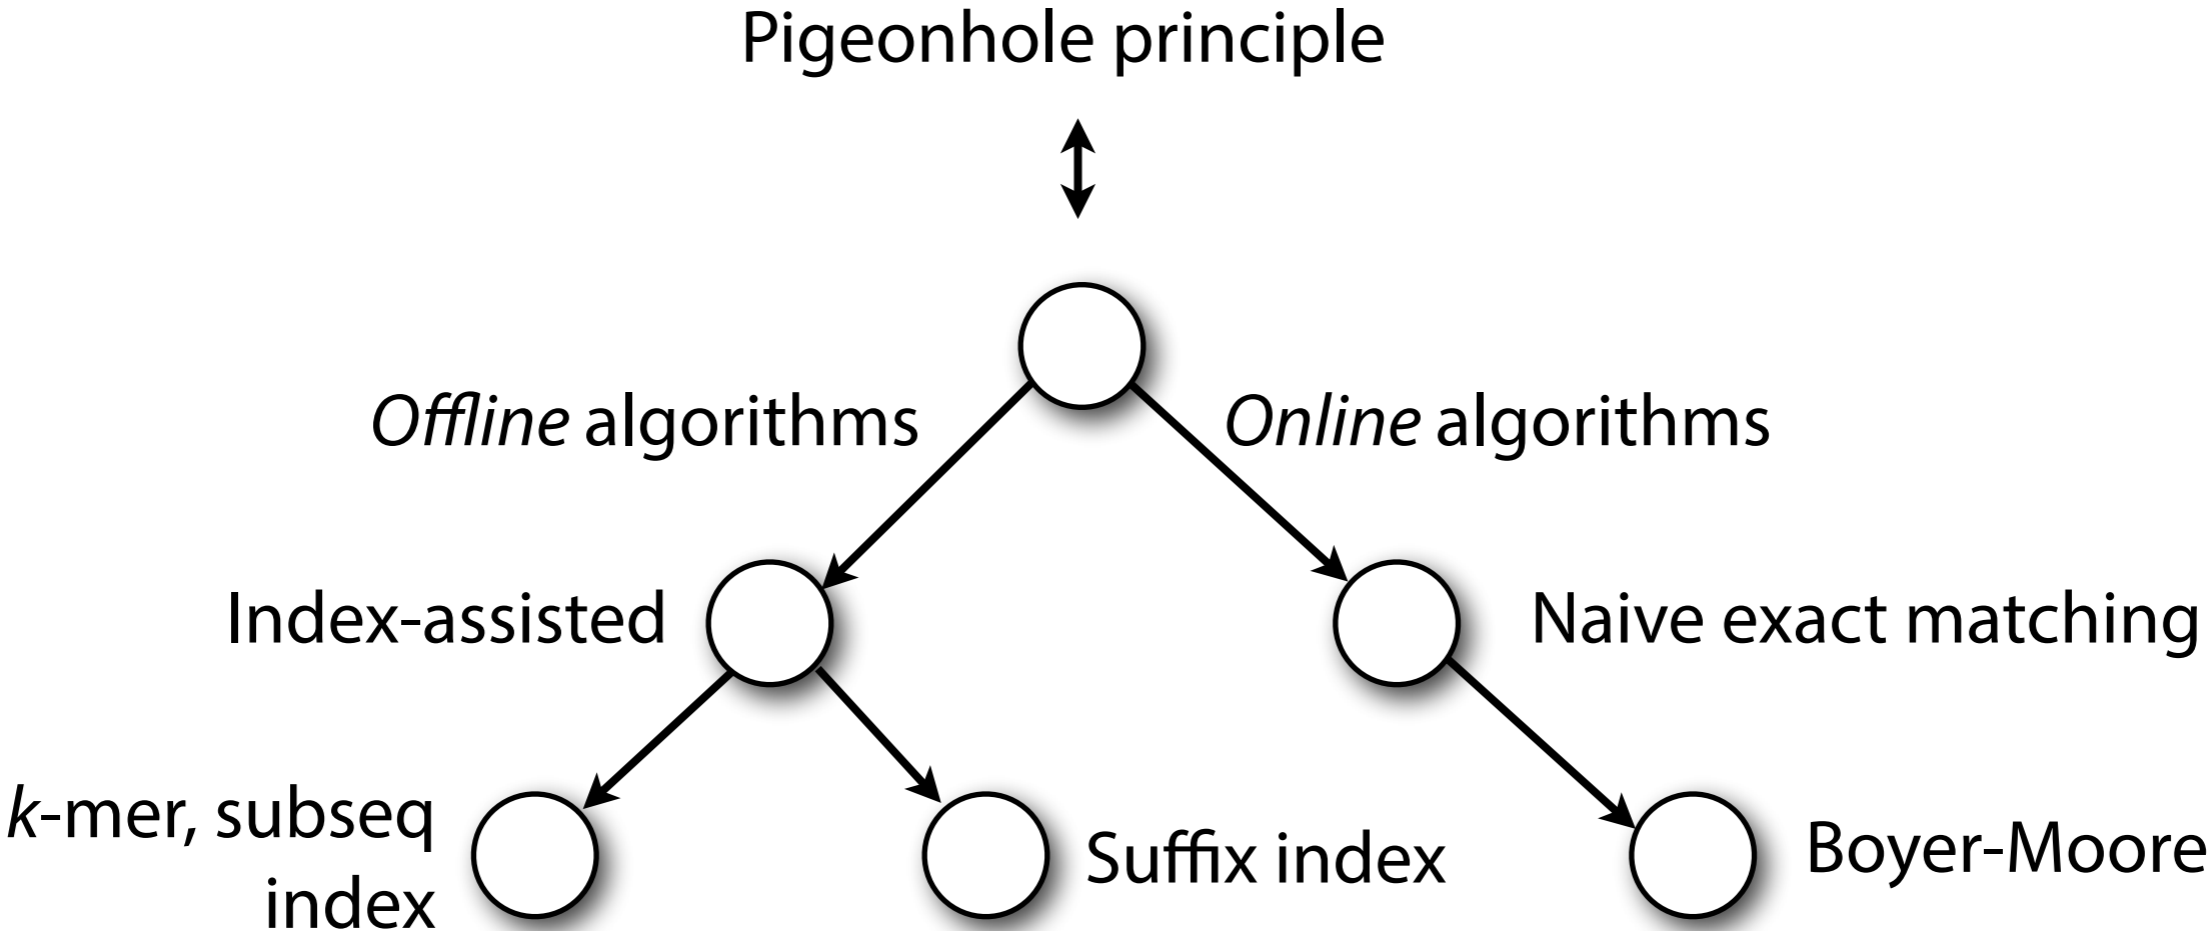 Pigeonhole principle
Offline algorithms
Online algorithms
Index-assisted
Naive exact matching
k-mer, subseq
index
Suffix index
Boyer-Moore